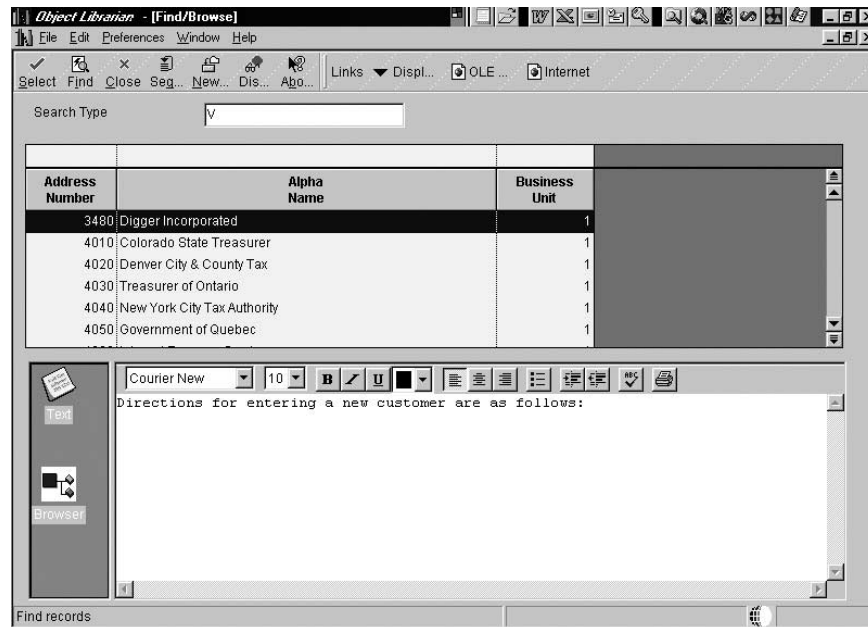 Object Librarian - [Find/Browse]
File Edit Preferences Window Help
Select Find Close Seg... New... Dis... Abo... Links Displ... OLE ... Internet
Search Type V
Address Number Alpha Name Business Unit
3480 Digger Incorporated 1
4010 Colorado State Treasurer 1
4020 Denver City & County Tax 1
4030 Treasurer of Ontario 1
4040 New York City Tax Authority 1
4050 Government of Quebec 1
Courier New 10 B I U ABC
Text
Directions for entering a new customer are as follows:
Browser
Find records